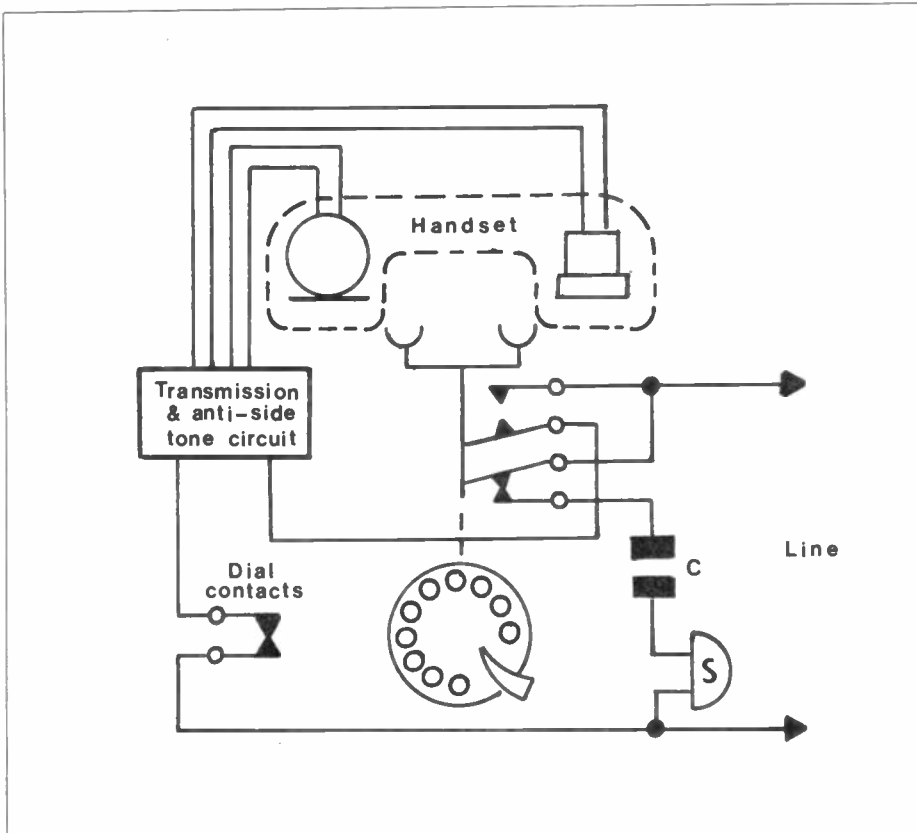 Handset
Transmission
& anti-side
tone circuit
Dial
contacts
C
Line
S